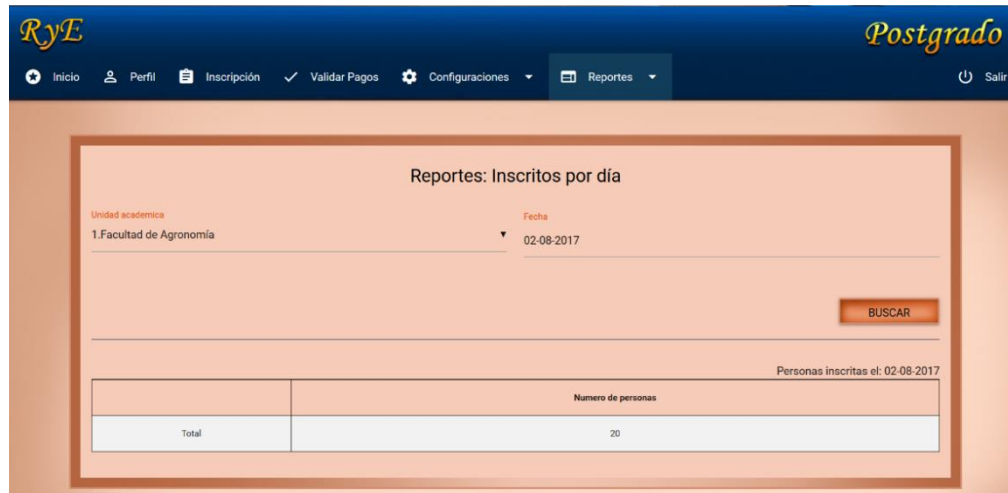 RyE Postgrado
Inicio Perfil Inscripción Validar Pagos Configuraciones Reportes Salir
Reportes: Inscritos por día
Unidad academica Fecha
1.Facultad de Agronomía 02-08-2017
BUSCAR
Personas inscritas el: 02-08-2017
Numero de personas
Total 20